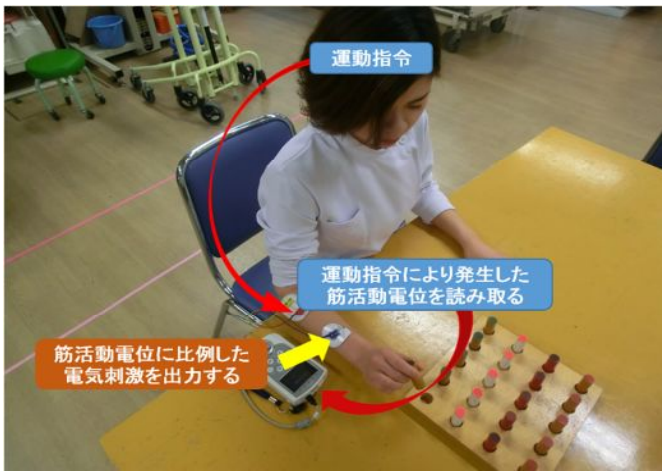 運動指令
運動指令により発生した
筋活動電位を読み取る
筋活動電位に比例した
電気刺激を出力する